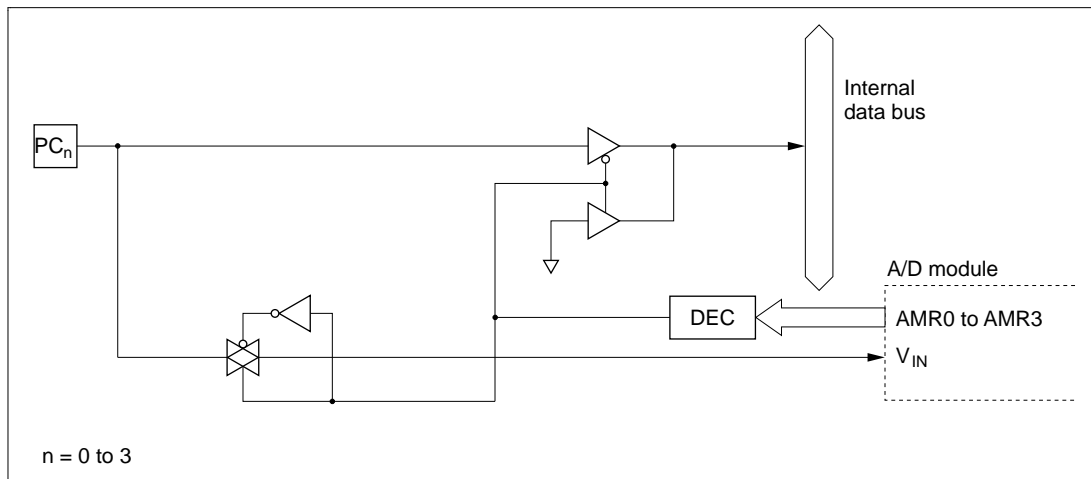 Internal
data bus
PCn
A/D module
DEC
AMR0 to AMR3
VIN
n = 0 to 3